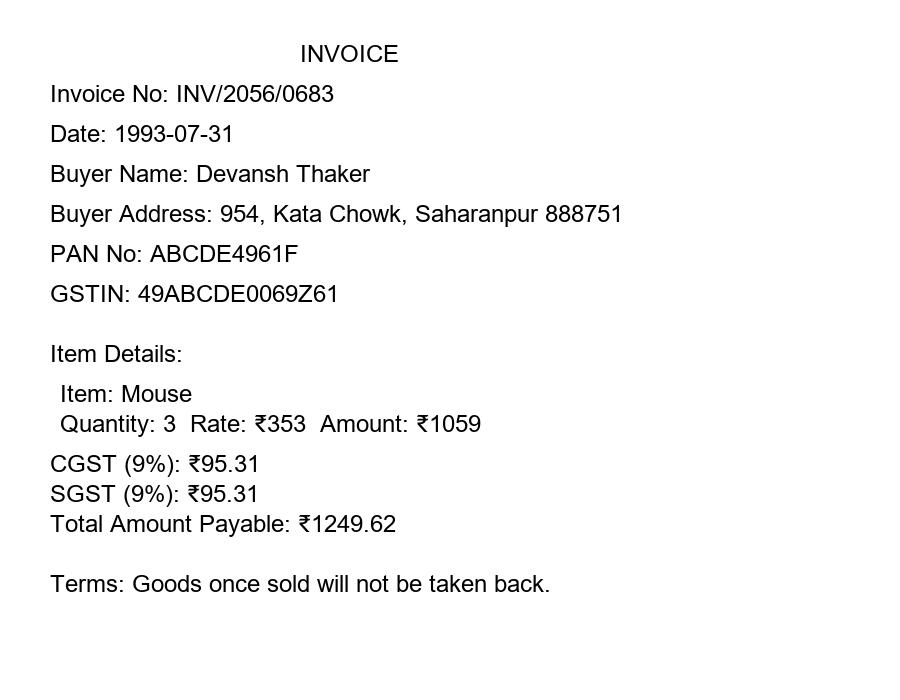 INVOICE
Invoice No: INV/2056/0683
Date: 1993-07-31
Buyer Name: Devansh Thaker
Buyer Address: 954, Kata Chowk, Saharanpur 888751
PAN No: ABCDE4961F
GSTIN: 49ABCDE0069Z61
Item Details:
Item: Mouse
Quantity: 3  Rate: ₹353  Amount: ₹1059
CGST (9%): ₹95.31
SGST (9%): ₹95.31
Total Amount Payable: ₹1249.62
Terms: Goods once sold will not be taken back.